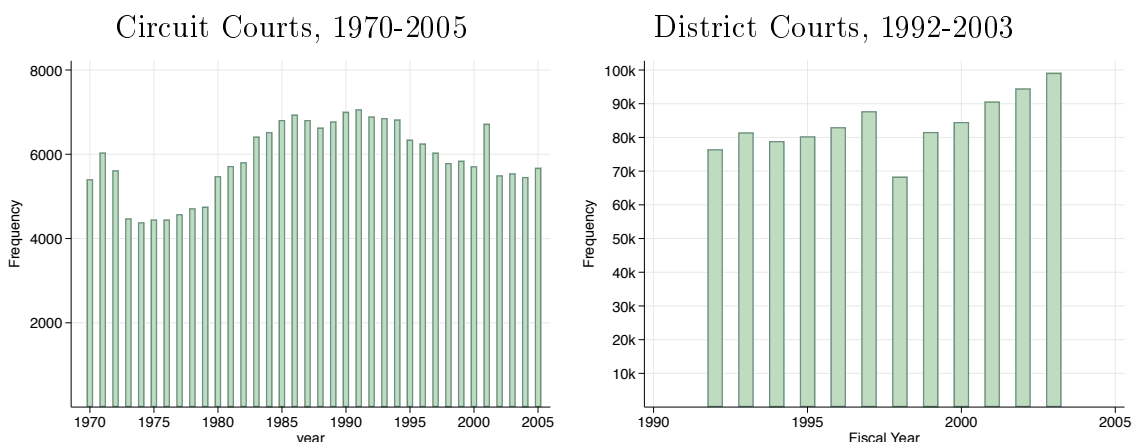 Circuit Courts, 1970-2005
8000
6000
4000
2000
Frequency
1970 1975 1980 1985 1990 1995 2000 2005
year
District Courts, 1992-2003
100k
90k
80k
70k
60k
50k
40k
30k
20k
10k
Frequency
1990 1995 2000 2005
Fiscal Year